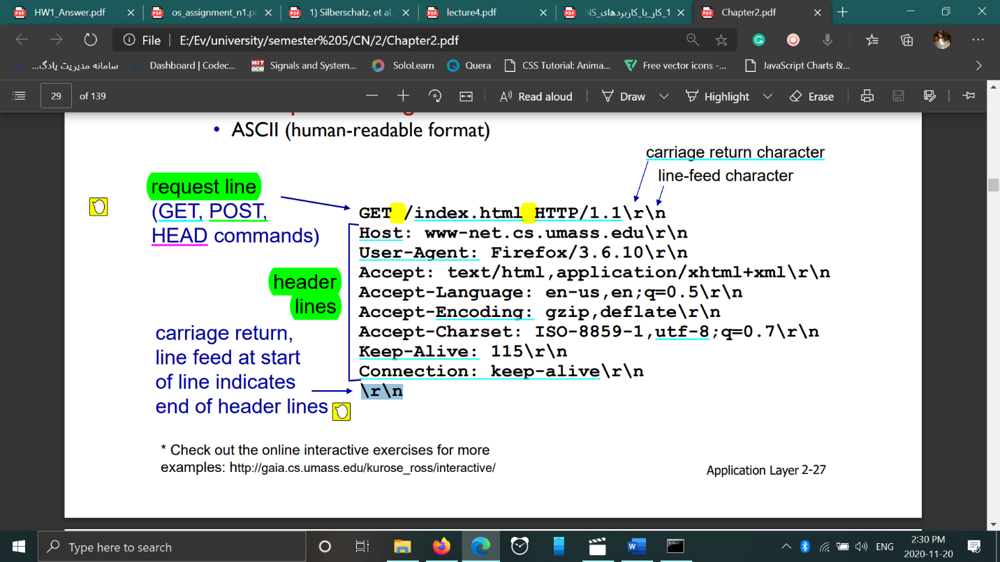 HW1_Answer.pdf
os_assignment_n1.p
1) Silberschatz, et al,
lecture4.pdf
1_کار_با_کاربردهای_NS
Chapter2.pdf
File
E:/Ev/university/semester%205/CN/2/Chapter2.pdf
سامانه مدیریت یادگ...
Dashboard | Codec...
MIT OCW
Signals and System...
SoloLearn
Quera
CSS Tutorial: Anima...
Free vector icons -...
JavaScript Charts &...
29 of 139
Read aloud
Draw
Highlight
Erase
• ASCII (human-readable format)
carriage return character
line-feed character
request line
(GET, POST,
HEAD commands)
GET /index.html HTTP/1.1\r\n
Host: www-net.cs.umass.edu\r\n
User-Agent: Firefox/3.6.10\r\n
Accept: text/html,application/xhtml+xml\r\n
Accept-Language: en-us,en;q=0.5\r\n
Accept-Encoding: gzip,deflate\r\n
Accept-Charset: ISO-8859-1,utf-8;q=0.7\r\n
Keep-Alive: 115\r\n
Connection: keep-alive\r\n
\r\n
header
lines
carriage return,
line feed at start
of line indicates
end of header lines
* Check out the online interactive exercises for more
examples: http://gaia.cs.umass.edu/kurose_ross/interactive/
Application Layer 2-27
Type here to search
ENG
2:30 PM
2020-11-20